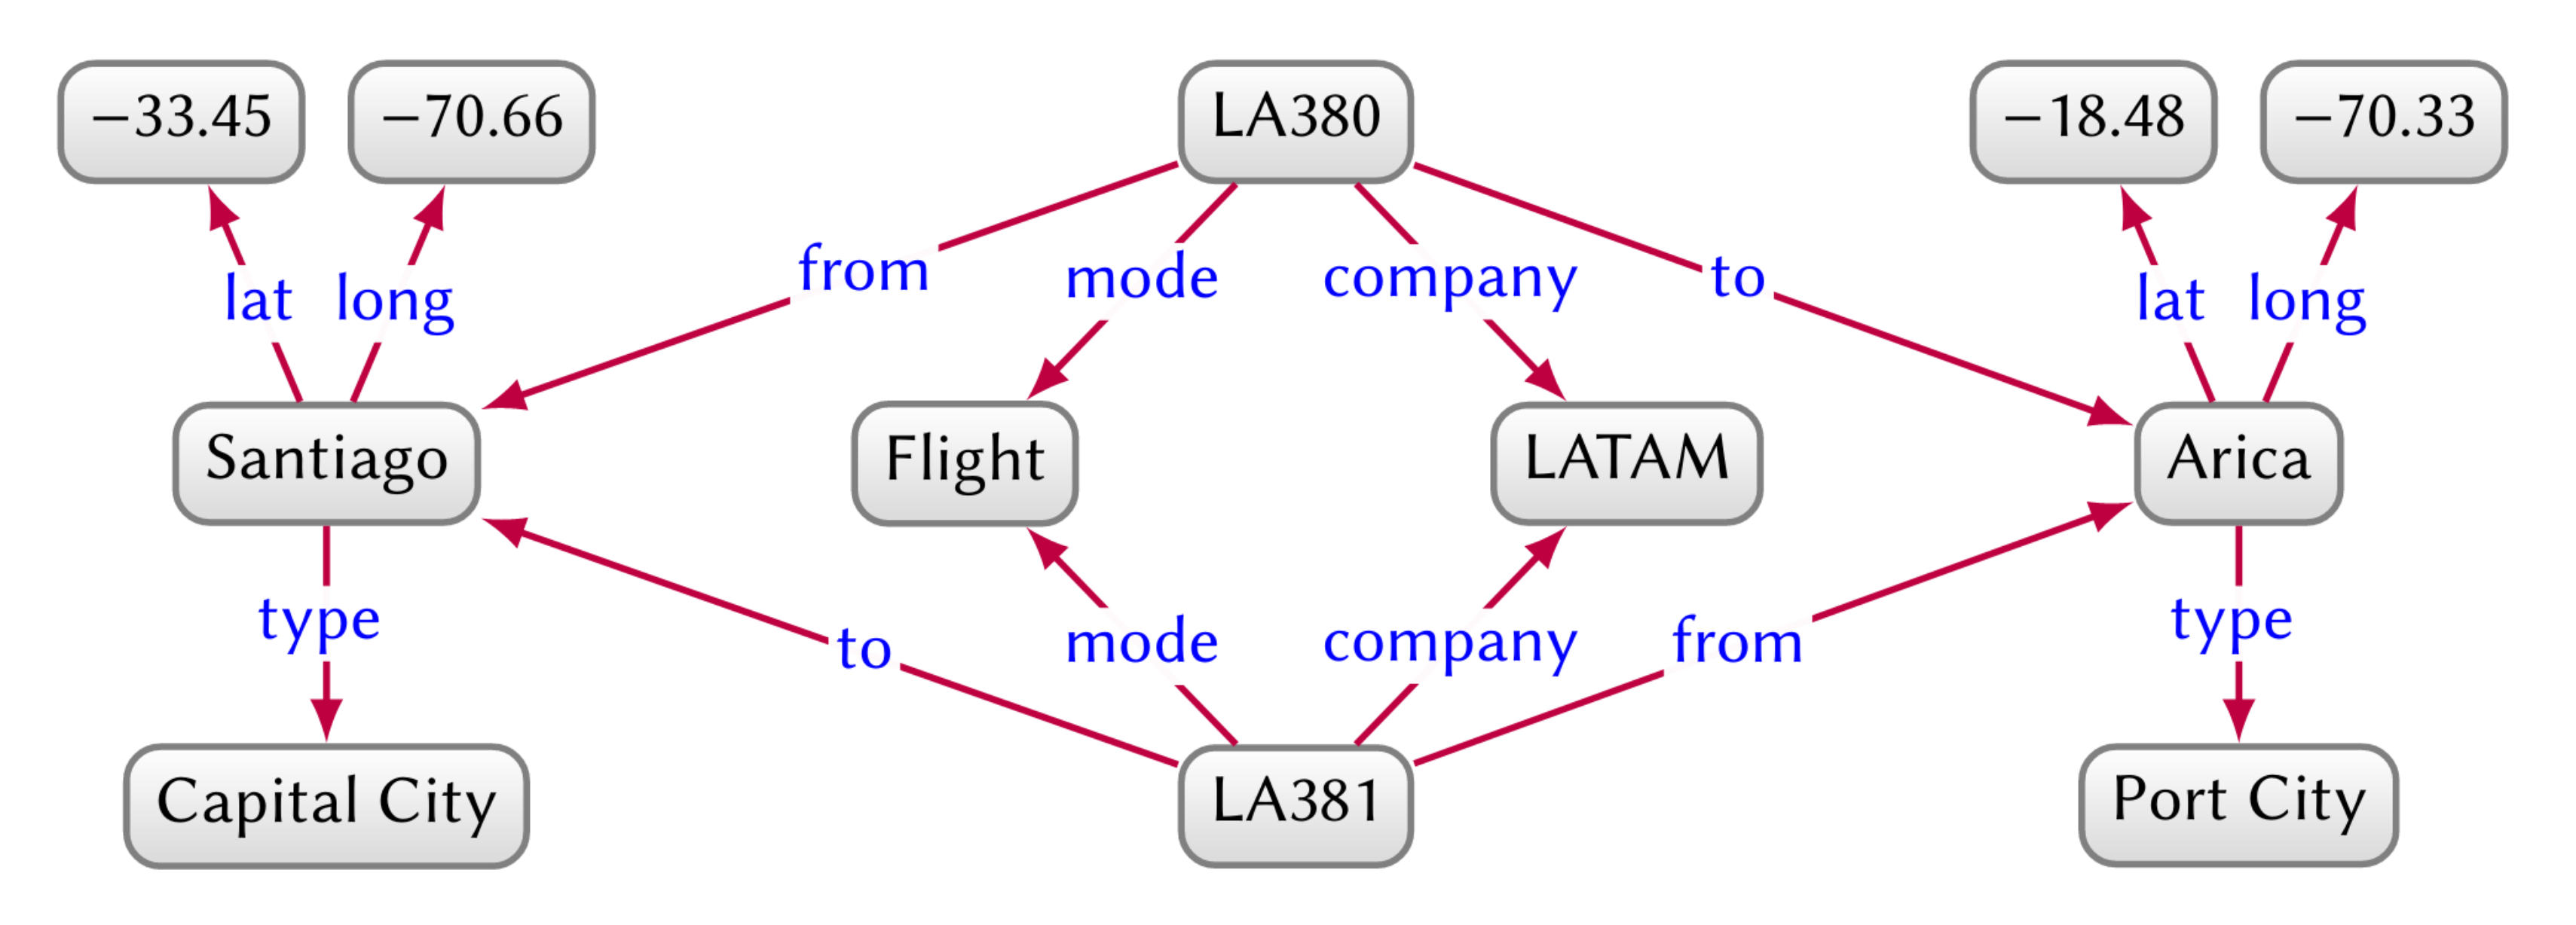 −33.45 −70.66 LA380 −18.48 −70.33
from mode company to
lat long lat long
Santiago Flight LATAM Arica
type to mode company from type
Capital City LA381 Port City